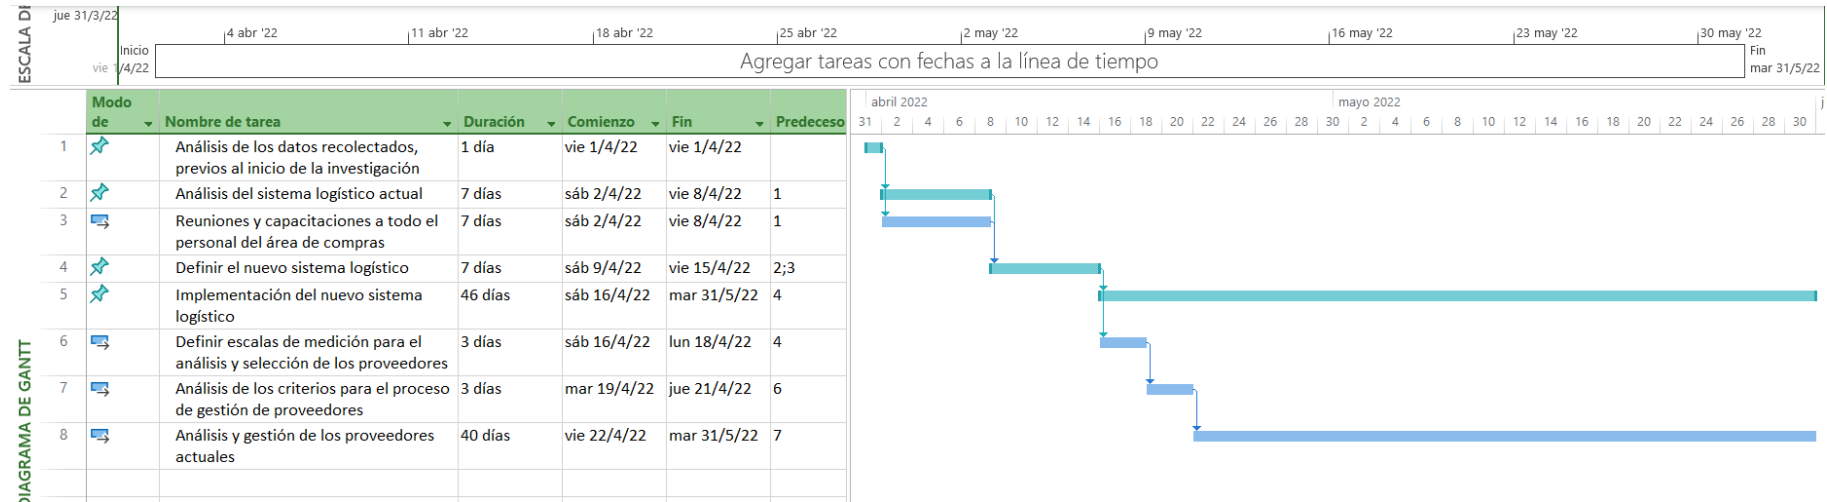 jue 31/3/22
4 abr '22 11 abr '22 18 abr '22 25 abr '22 2 may '22 9 may '22 16 may '22 23 may '22 30 may '22
Inicio
vie 1/4/22
Agregar tareas con fechas a la línea de tiempo
Fin
mar 31/5/22
ESCALA DE
DIAGRAMA DE GANTT
Modo
de Nombre de tarea Duración Comienzo Fin Predeceso
abril 2022 mayo 2022
31 2 4 6 8 10 12 14 16 18 20 22 24 26 28 30 2 4 6 8 10 12 14 16 18 20 22 24 26 28 30
1 Análisis de los datos recolectados, 1 día vie 1/4/22 vie 1/4/22
previos al inicio de la investigación
2 Análisis del sistema logístico actual 7 días sáb 2/4/22 vie 8/4/22 1
3 Reuniones y capacitaciones a todo el 7 días sáb 2/4/22 vie 8/4/22 1
personal del área de compras
4 Definir el nuevo sistema logístico 7 días sáb 9/4/22 vie 15/4/22 2;3
5 Implementación del nuevo sistema 46 días sáb 16/4/22 mar 31/5/22 4
logístico
6 Definir escalas de medición para el 3 días sáb 16/4/22 lun 18/4/22 4
análisis y selección de los proveedores
7 Análisis de los criterios para el proceso 3 días mar 19/4/22 jue 21/4/22 6
de gestión de proveedores
8 Análisis y gestión de los proveedores 40 días vie 22/4/22 mar 31/5/22 7
actuales